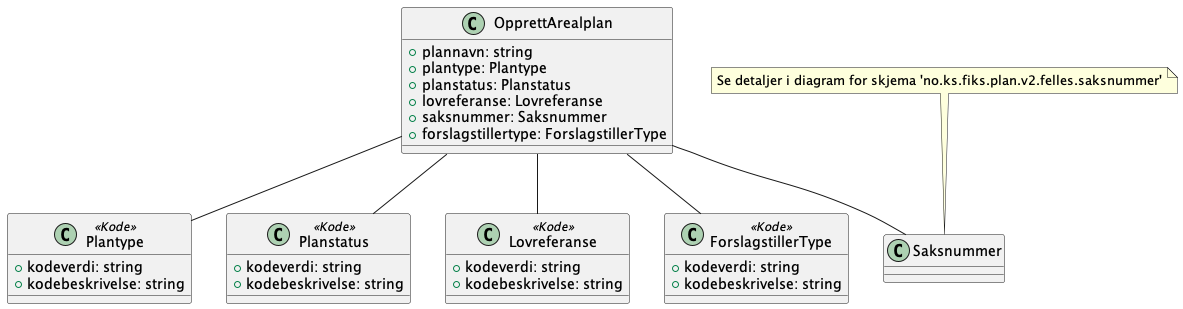 C OpprettArealplan
plannavn: string
plantype: Plantype
planstatus: Planstatus
lovreferanse: Lovreferanse
saksnummer: Saksnummer
forslagstillertype: ForslagstillerType
Se detaljer i diagram for skjema 'no.ks.fiks.plan.v2.felles.saksnummer'
C «Kode»
Plantype
kodeverdi: string
kodebeskrivelse: string
C «Kode»
Planstatus
kodeverdi: string
kodebeskrivelse: string
C «Kode»
Lovreferanse
kodeverdi: string
kodebeskrivelse: string
C «Kode»
ForslagstillerType
kodeverdi: string
kodebeskrivelse: string
C Saksnummer